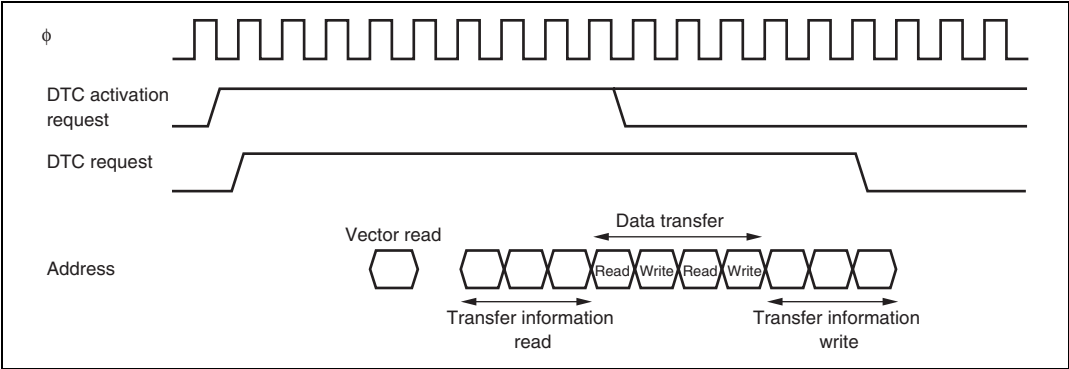 ϕ
DTC activation
request
DTC request
Data transfer
Vector read
Address
Read Write Read Write
Transfer information
read
Transfer information
write